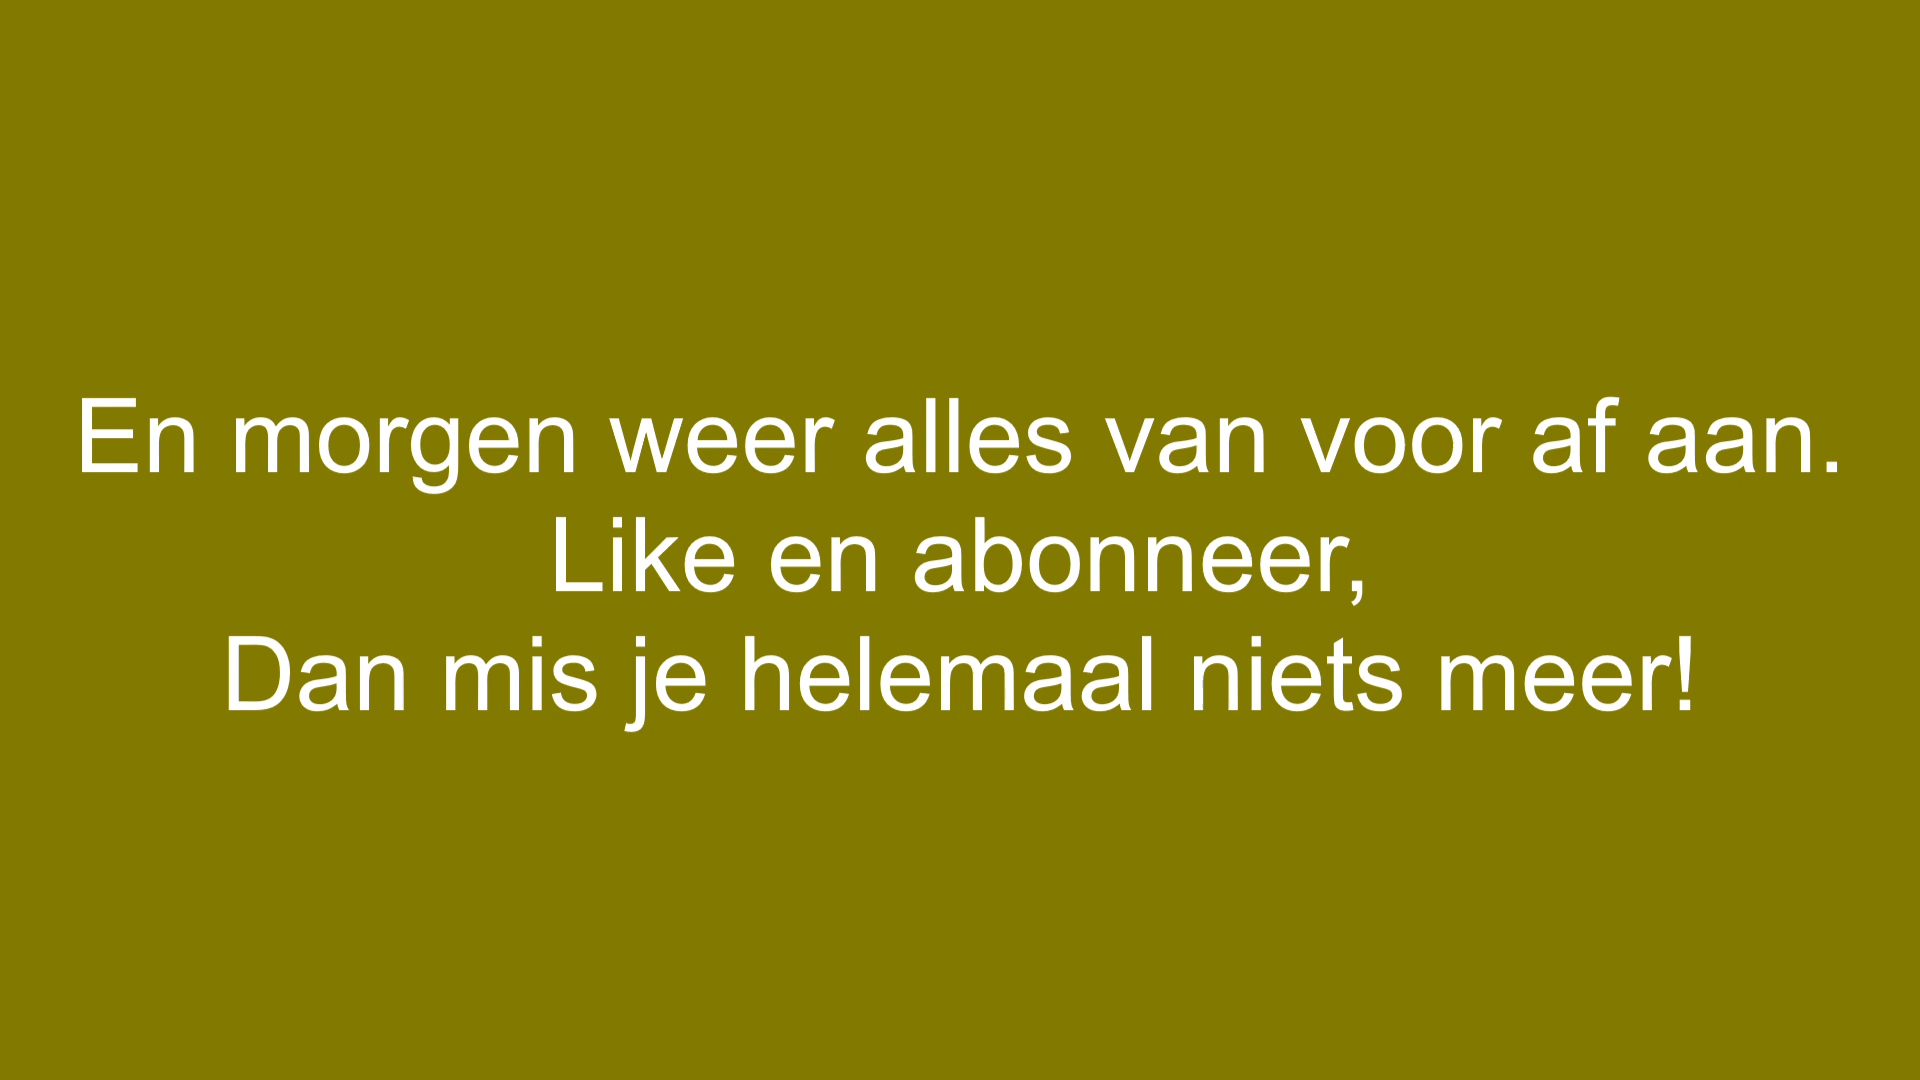 En morgen weer alles van voor af aan.
Like en abonneer,
Dan mis je helemaal niets meer!